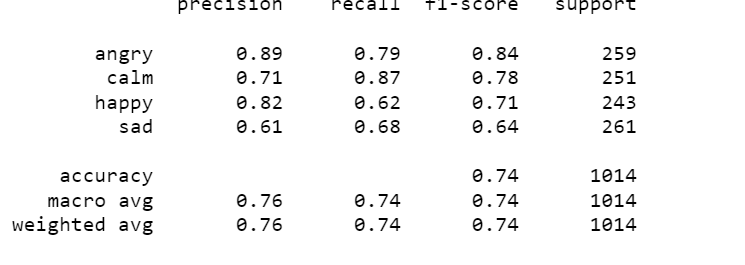 precision recall f1-score support
angry 0.89 0.79 0.84 259
calm 0.71 0.87 0.78 251
happy 0.82 0.62 0.71 243
sad 0.61 0.68 0.64 261
accuracy 0.74 1014
macro avg 0.76 0.74 0.74 1014
weighted avg 0.76 0.74 0.74 1014